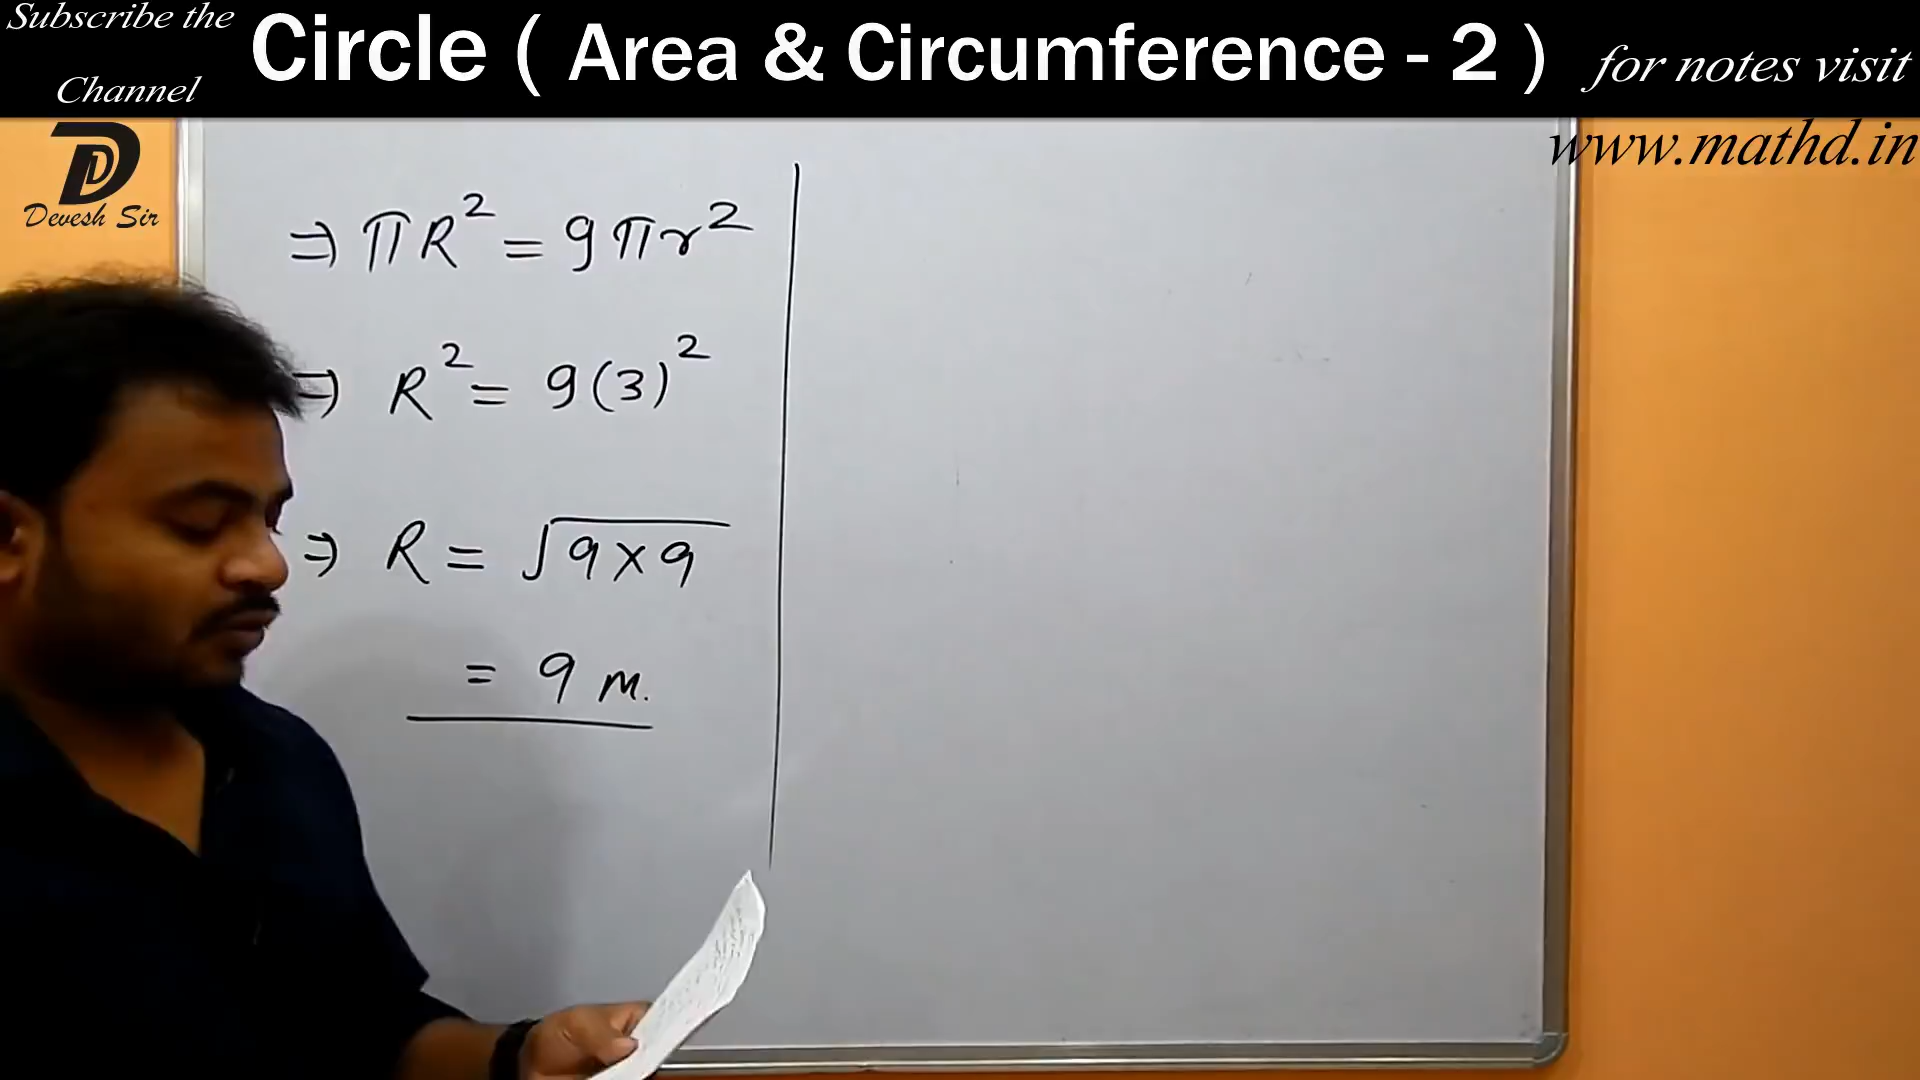 Subscribe the
Channel
Circle ( Area & Circumference - 2 )
for notes visit
www.mathd.in
D
Devesh Sir
⇒ πR² = 9πr²
⇒ R² = 9(3)²
⇒ R = √9×9
= 9 m.